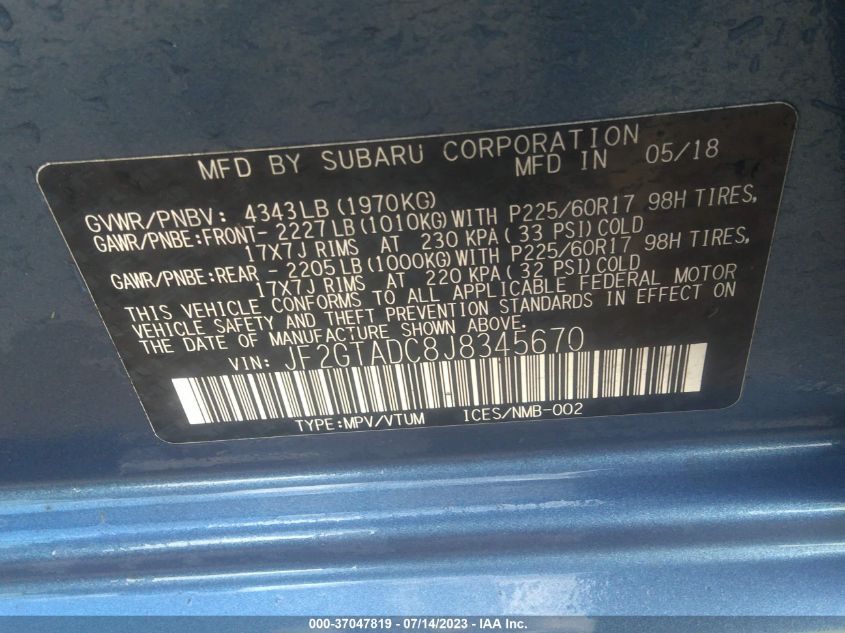 MFD BY SUBARU CORPORATION
MFD IN 05/18
GVWR/PNBV: 4343LB(1970KG)
GAWR/PNBE:FRONT-2227LB(1010KG)WITH P225/60R17 98H TIRES,
17X7J RIMS AT 230 KPA(33 PSI)COLD
GAWR/PNBE:REAR -2205LB(1000KG)WITH P225/60R17 98H TIRES,
17X7J RIMS AT 220 KPA(32 PSI)COLD
THIS VEHICLE CONFORMS TO ALL APPLICABLE FEDERAL MOTOR
VEHICLE SAFETY AND THEFT PREVENTION STANDARDS IN EFFECT ON
THE DATE OF MANUFACTURE SHOWN ABOVE.
VIN: JF2GTADC8J8345670
TYPE:MPV/VTUM ICES/NMB-002
000-37047819 - 07/14/2023 - IAA Inc.